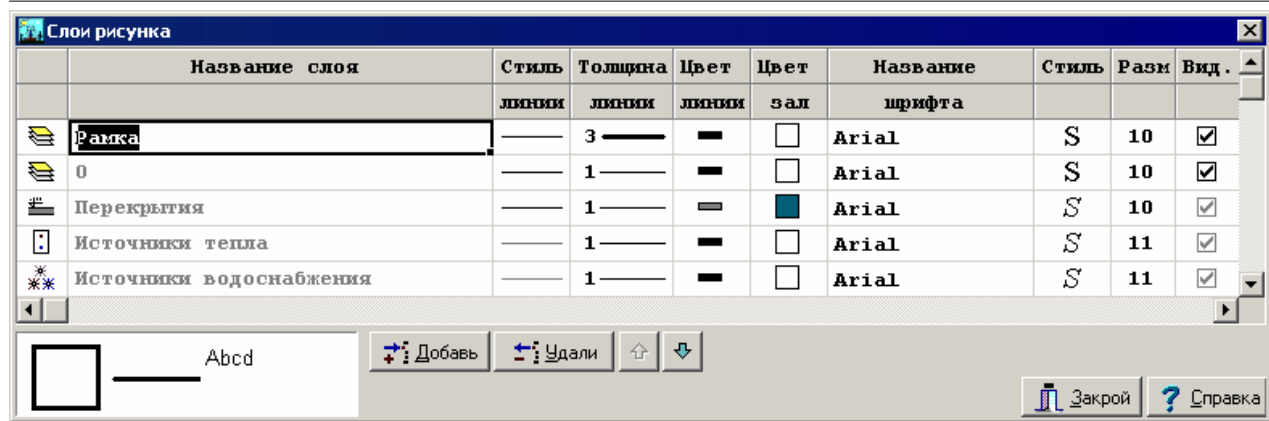 Слои рисунка
Название слоя Стиль Толщина Цвет Цвет Название Стиль Разм Вид.
линии линии линии зал шрифта
Рамка 3 Arial S 10
0 1 Arial S 10
Перекрытия 1 Arial S 10
Источники тепла 1 Arial S 11
Источники водоснабжения 1 Arial S 11
Abcd
Добавь Удали
Закрой Справка